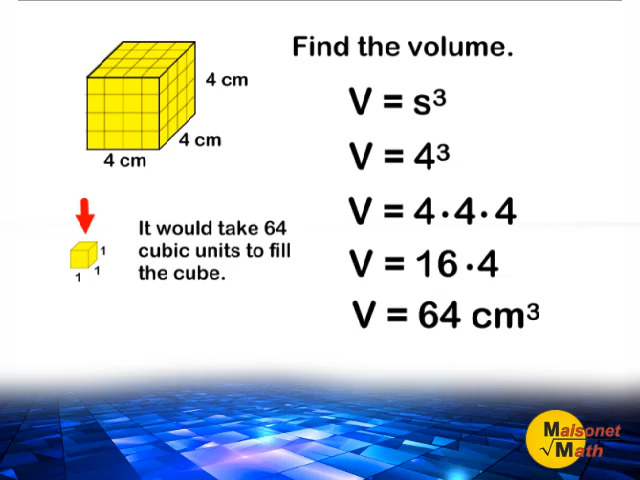 Find the volume.
4 cm
4 cm
4 cm
V = s³
V = 4³
V = 4·4·4
V = 16·4
V = 64 cm³
It would take 64
cubic units to fill
the cube.
1
1
1
Maisonet
√Math